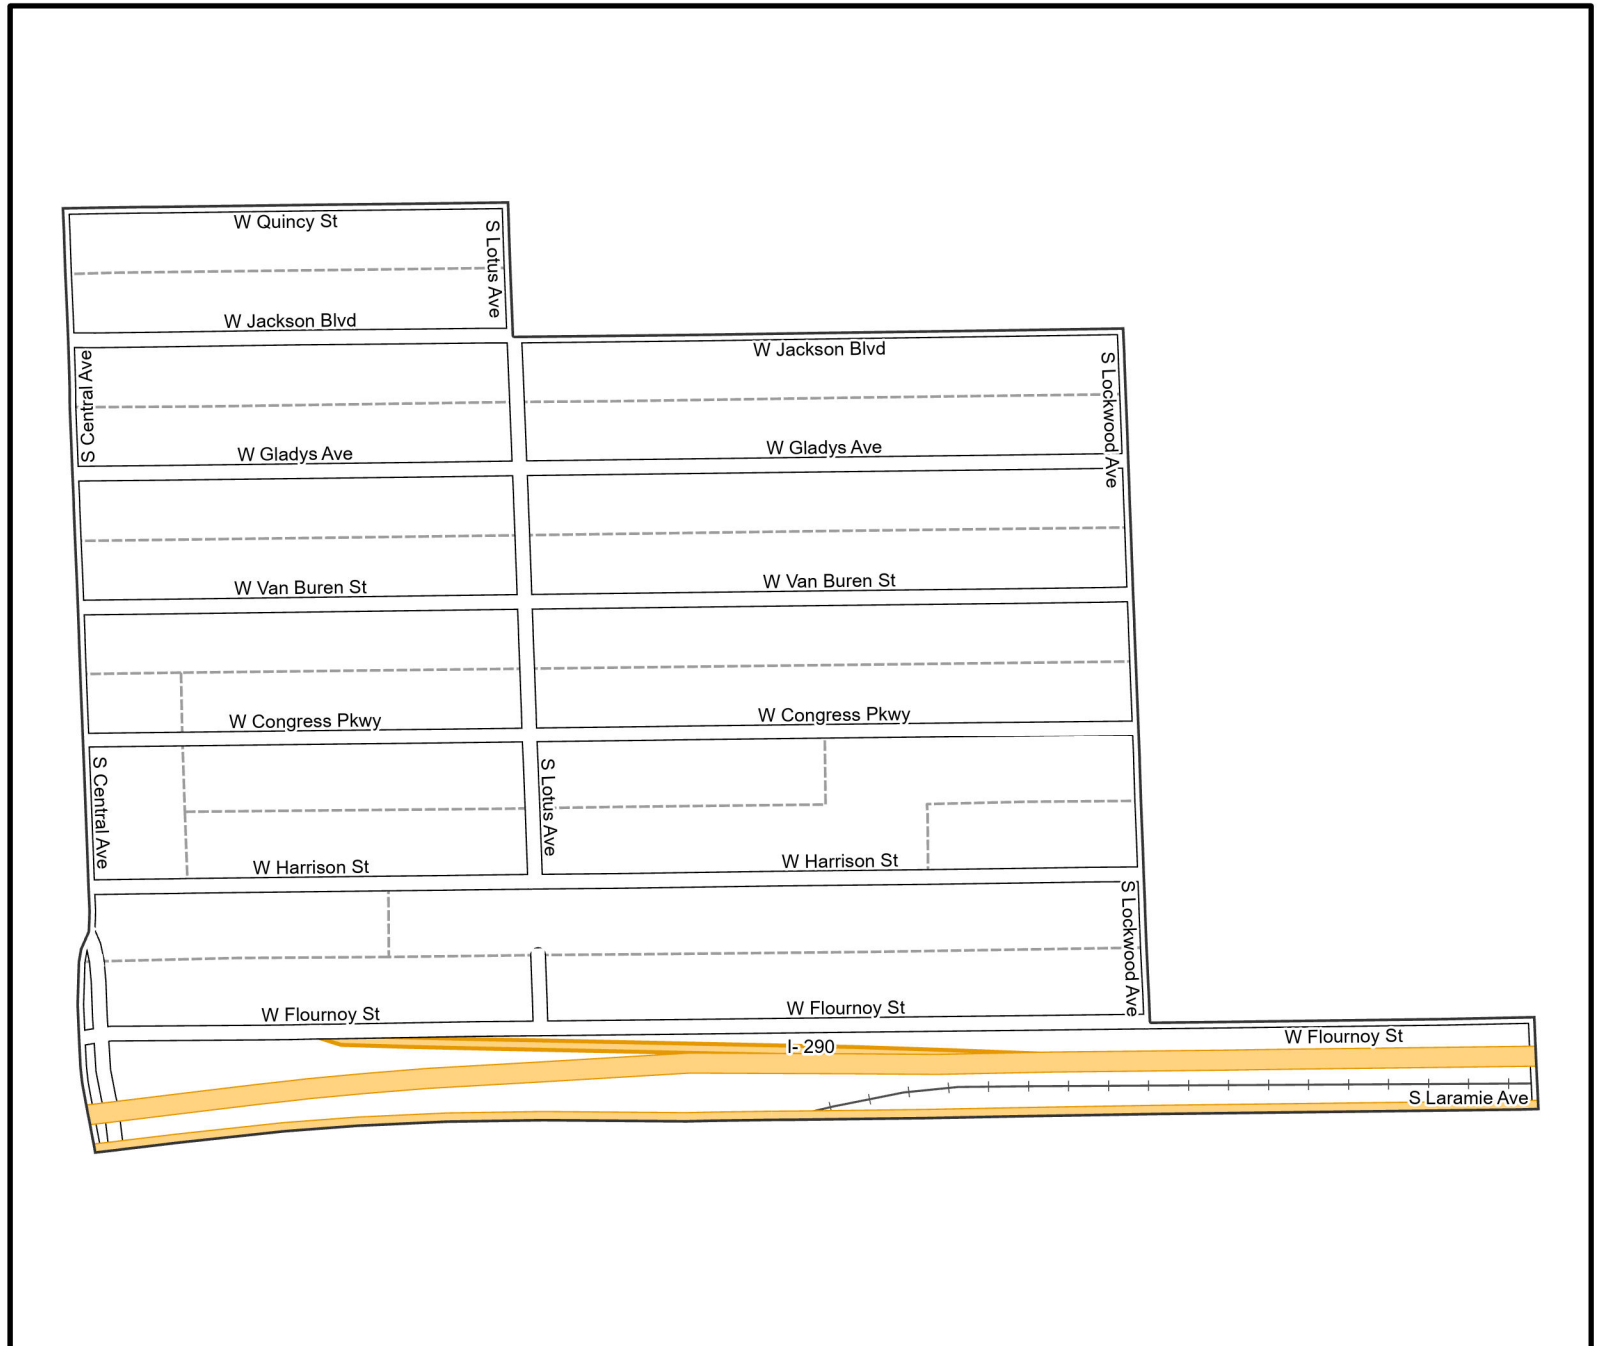 W Quincy St
S Lotus Ave
W Jackson Blvd
W Jackson Blvd
S Central Ave
S Lockwood Ave
W Gladys Ave
W Gladys Ave
W Van Buren St
W Van Buren St
W Congress Pkwy
W Congress Pkwy
S Central Ave
S Lotus Ave
W Harrison St
W Harrison St
S Lockwood Ave
W Flournoy St
W Flournoy St
W Flournoy St
I- 290
S Laramie Ave